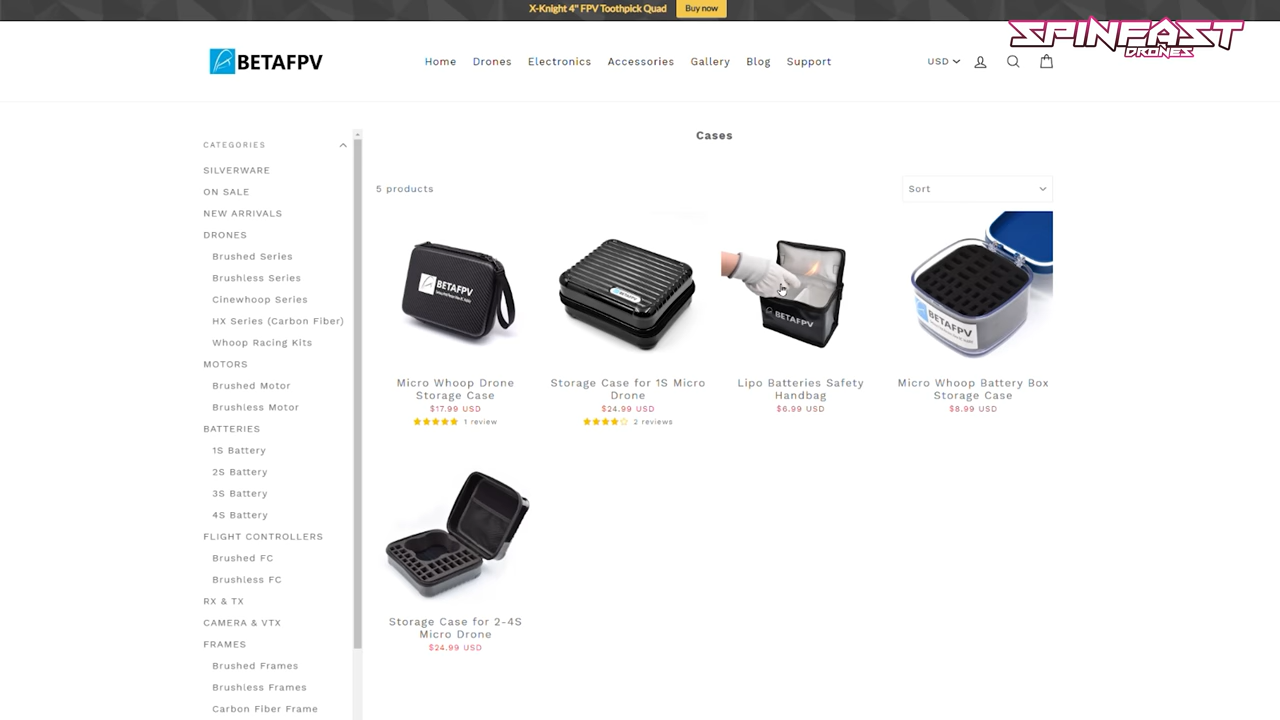 X-Knight 4" FPV Toothpick Quad
Buy now
SPINFAST
DRONES
BETAFPV
Home Drones Electronics Accessories Gallery Blog Support
USD
CATEGORIES
SILVERWARE
ON SALE
NEW ARRIVALS
DRONES
Brushed Series
Brushless Series
Cinewhoop Series
HX Series (Carbon Fiber)
Whoop Racing Kits
MOTORS
Brushed Motor
Brushless Motor
BATTERIES
1S Battery
2S Battery
3S Battery
4S Battery
FLIGHT CONTROLLERS
Brushed FC
Brushless FC
RX & TX
CAMERA & VTX
FRAMES
Brushed Frames
Brushless Frames
Carbon Fiber Frame
Cases
5 products
Sort
BETAFPV
Micro Whoop Drone
Storage Case
$17.99 USD
1 review
Storage Case for 1S Micro
Drone
$24.99 USD
2 reviews
BETAFPV
Lipo Batteries Safety
Handbag
$6.99 USD
BETAFPV
Micro Whoop Battery Box
Storage Case
$8.99 USD
Storage Case for 2-4S
Micro Drone
$24.99 USD